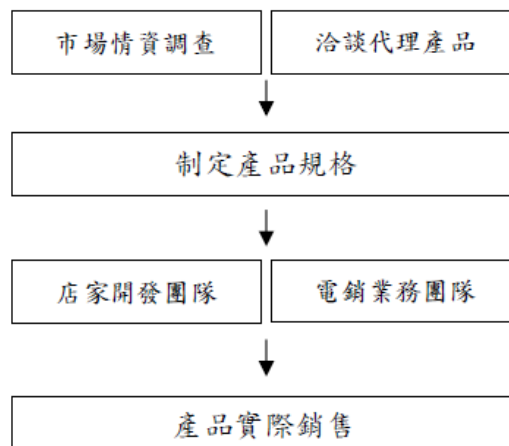 市場情資調查
洽談代理產品
制定產品規格
店家開發團隊
電銷業務團隊
產品實際銷售